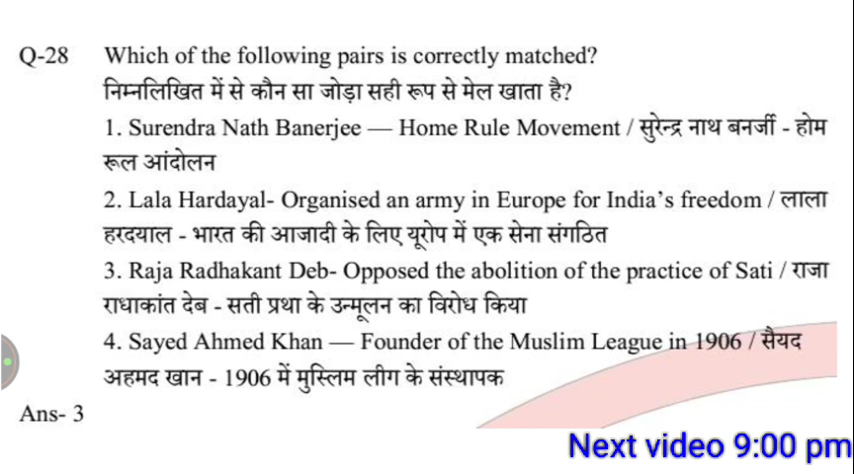 Q-28 Which of the following pairs is correctly matched?
निम्नलिखित में से कौन सा जोड़ा सही रूप से मेल खाता है?
1. Surendra Nath Banerjee — Home Rule Movement / सुरेन्द्र नाथ बनर्जी - होम
रूल आंदोलन
2. Lala Hardayal- Organised an army in Europe for India’s freedom / लाला
हरदयाल - भारत की आजादी के लिए यूरोप में एक सेना संगठित
3. Raja Radhakant Deb- Opposed the abolition of the practice of Sati / राजा
राधाकांत देब - सती प्रथा के उन्मूलन का विरोध किया
4. Sayed Ahmed Khan — Founder of the Muslim League in 1906 / सैयद
अहमद खान - 1906 में मुस्लिम लीग के संस्थापक
Ans- 3
Next video 9:00 pm